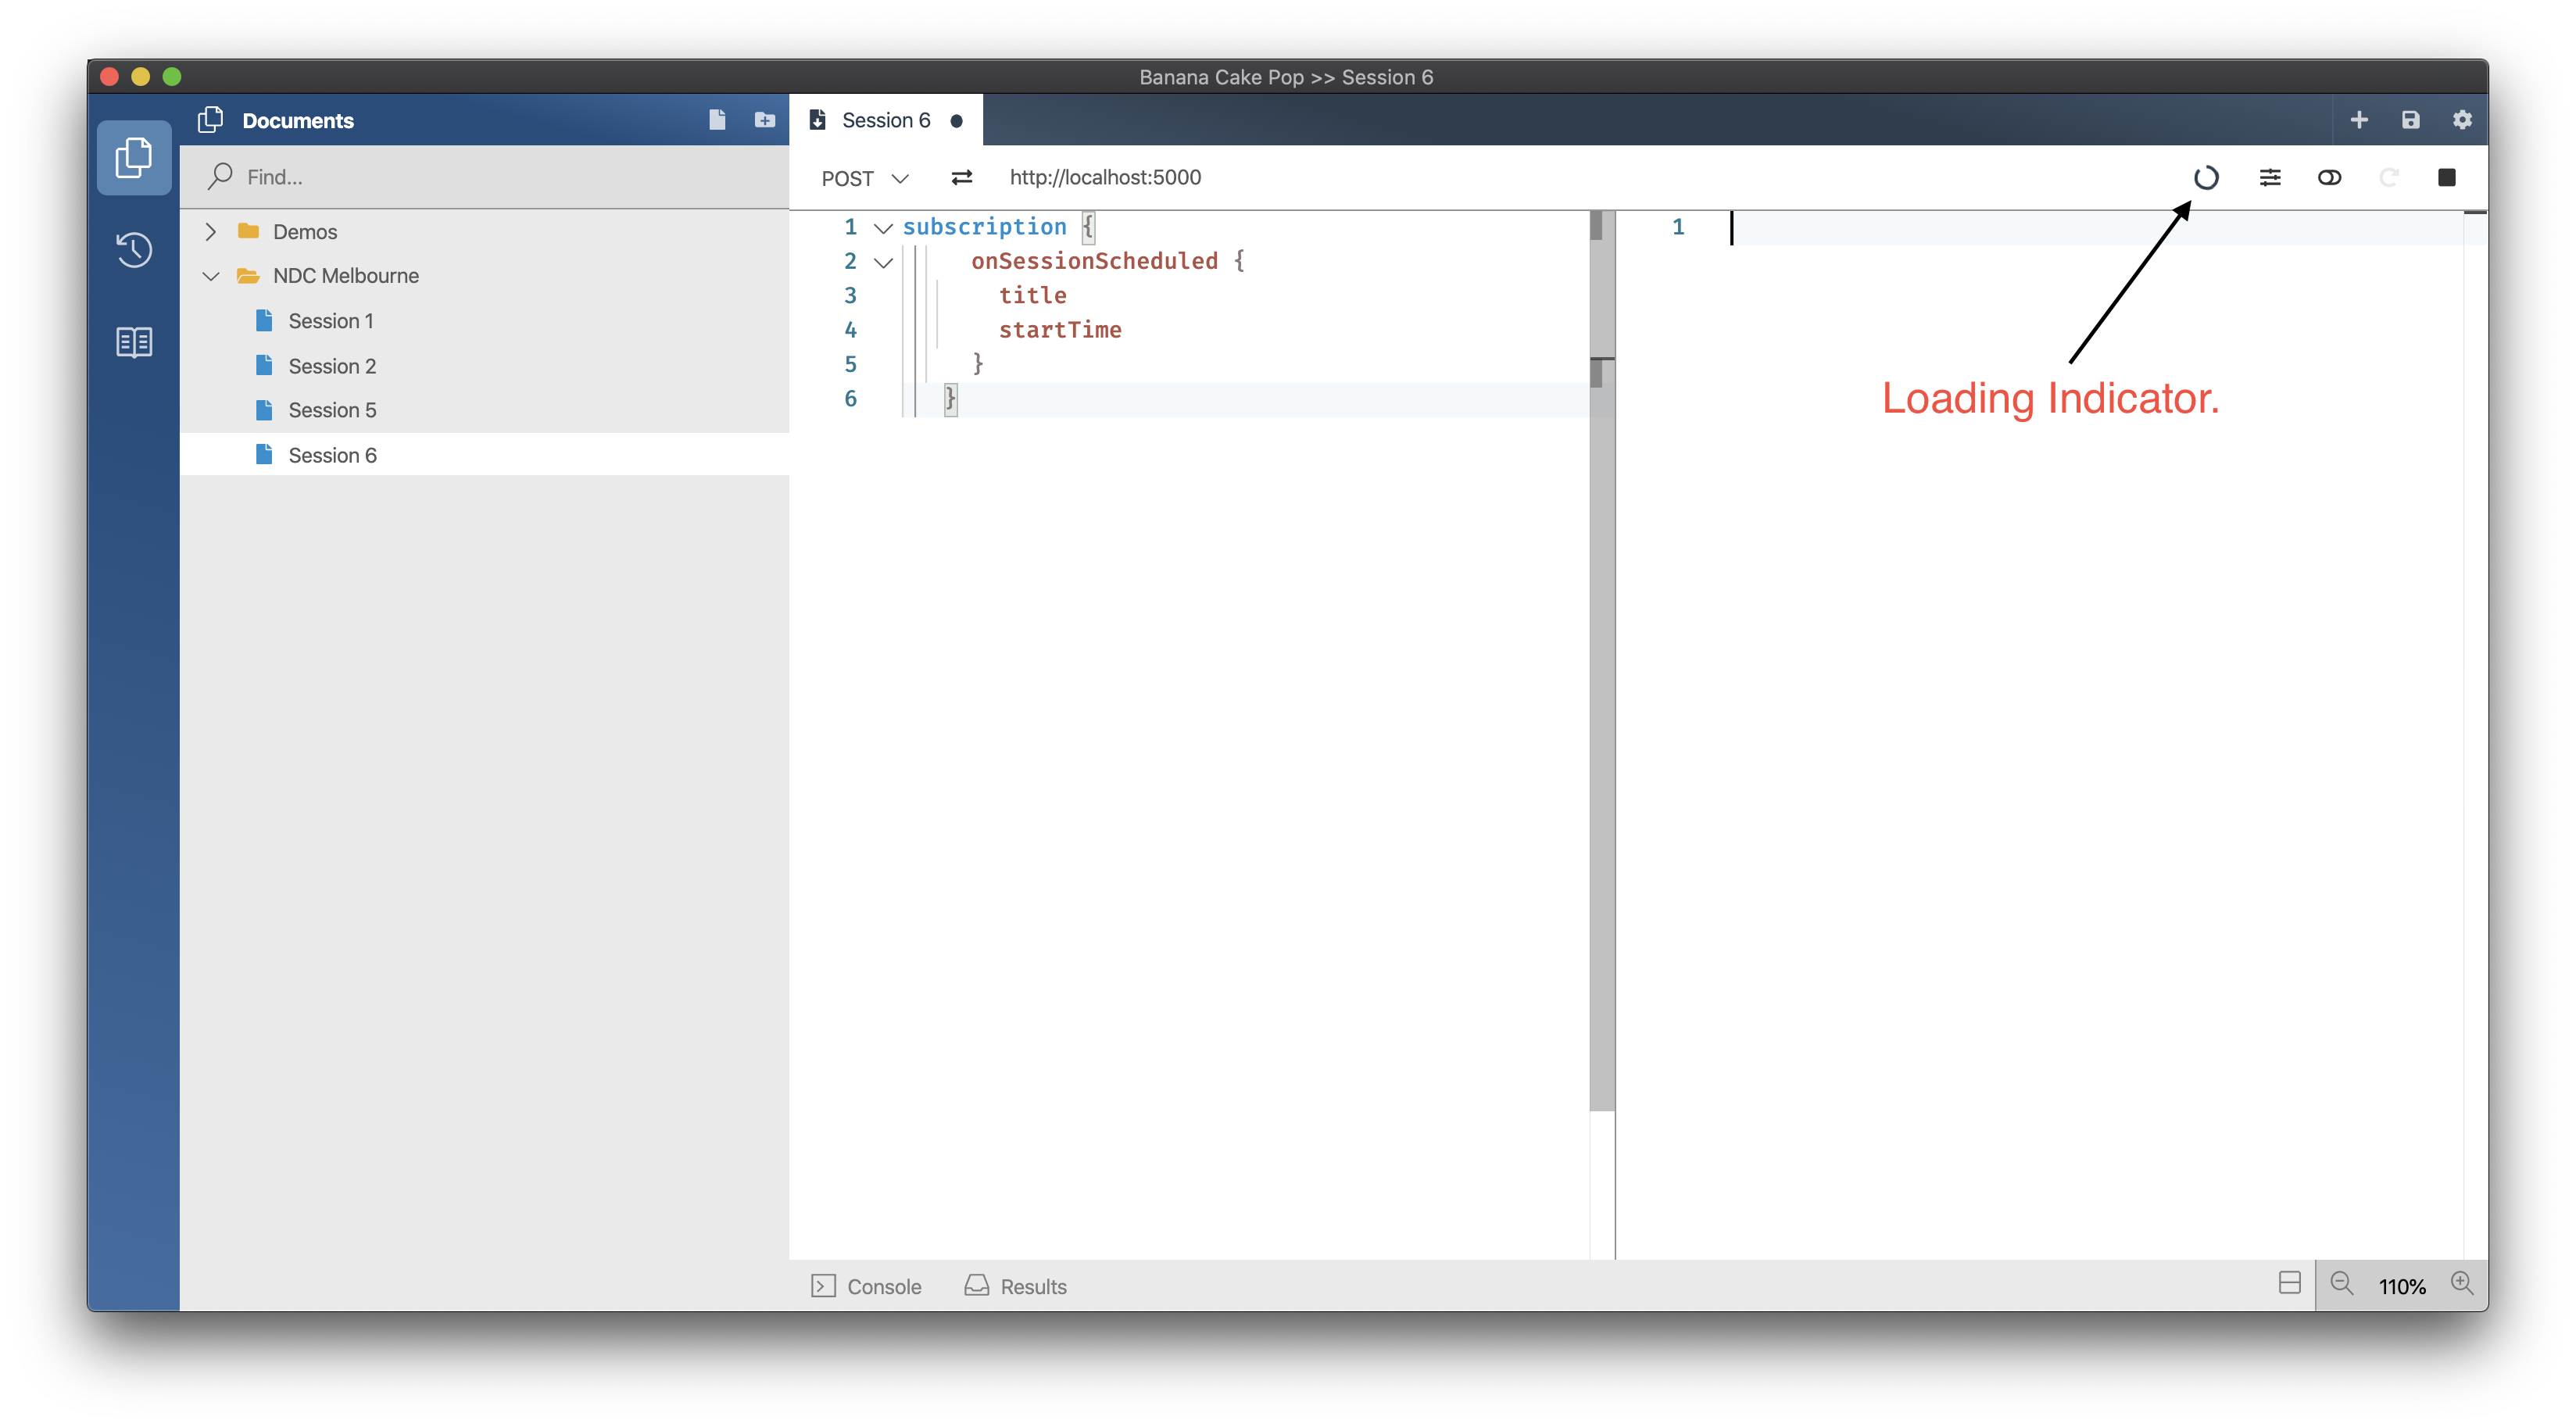 Banana Cake Pop >> Session 6
Documents
Session 6
Find...
POST
http://localhost:5000
Demos
NDC Melbourne
Session 1
Session 2
Session 5
Session 6
1 subscription {
2 onSessionScheduled {
3 title
4 startTime
5 }
6 }
1
Loading Indicator.
Console
Results
110%